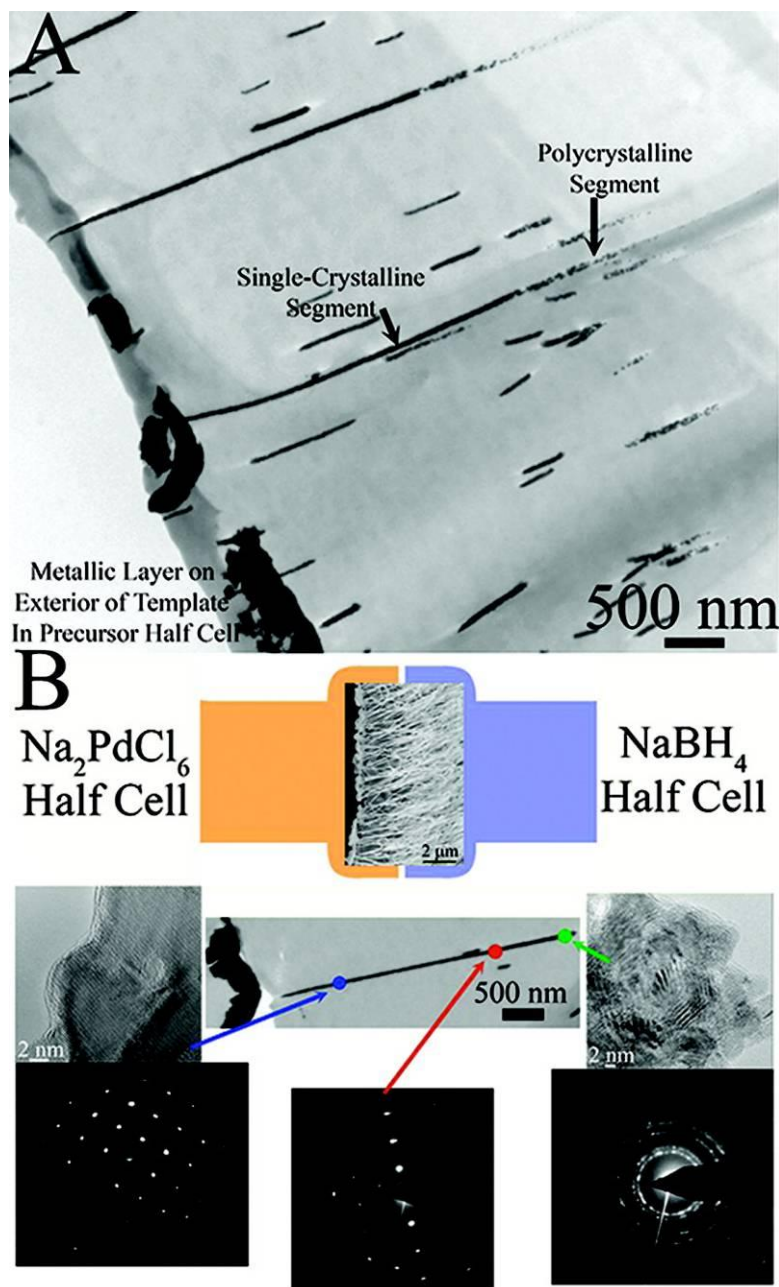 A
Polycrystalline
Segment
Single-Crystalline
Segment
Metallic Layer on
Exterior of Template
In Precursor Half Cell
500 nm
B
Na₂PdCl₆
Half Cell
NaBH₄
Half Cell
2 μm
2 nm
500 nm
2 nm